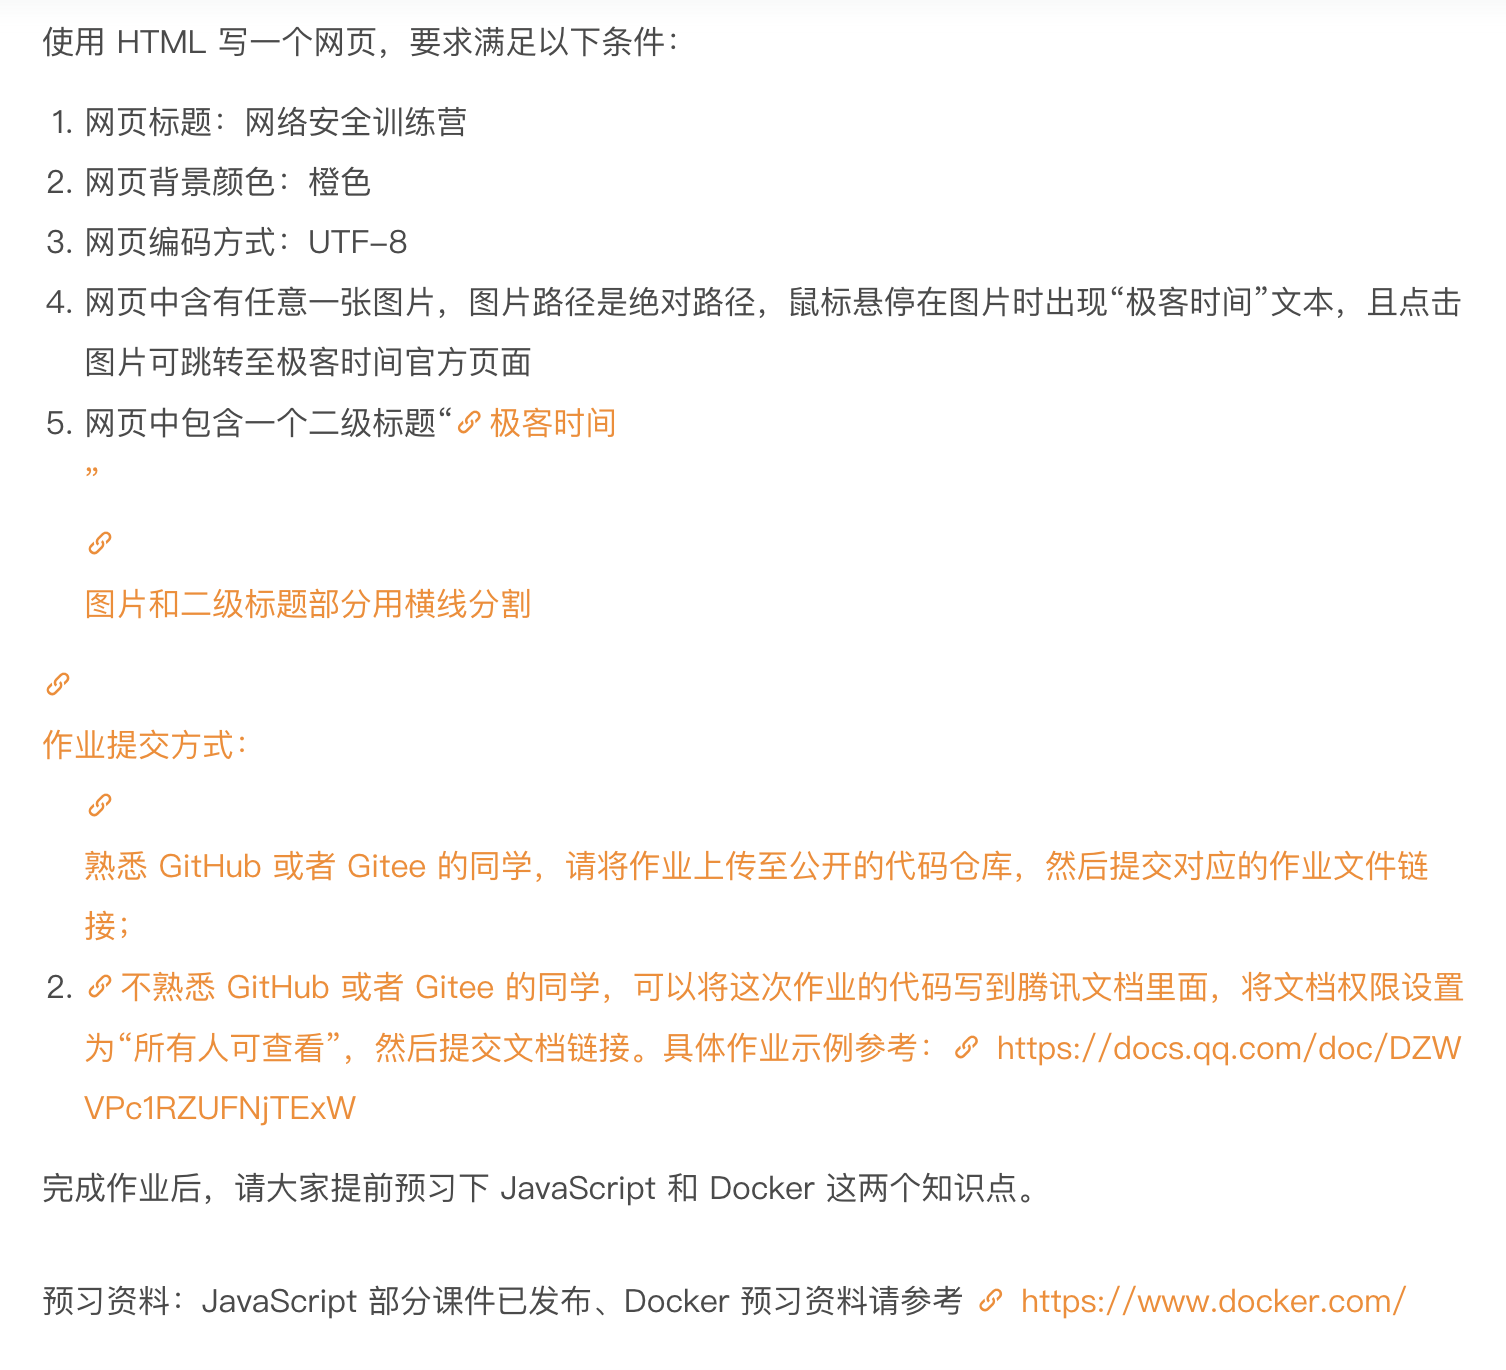 使用 HTML 写一个网页，要求满足以下条件：
1. 网页标题：网络安全训练营
2. 网页背景颜色：橙色
3. 网页编码方式：UTF-8
4. 网页中含有任意一张图片，图片路径是绝对路径，鼠标悬停在图片时出现“极客时间”文本，且点击
图片可跳转至极客时间官方页面
5. 网页中包含一个二级标题“极客时间
”
图片和二级标题部分用横线分割
作业提交方式：
熟悉 GitHub 或者 Gitee 的同学，请将作业上传至公开的代码仓库，然后提交对应的作业文件链
接；
2. 不熟悉 GitHub 或者 Gitee 的同学，可以将这次作业的代码写到腾讯文档里面，将文档权限设置
为“所有人可查看”，然后提交文档链接。具体作业示例参考： https://docs.qq.com/doc/DZW
VPc1RZUFNjTExW
完成作业后，请大家提前预习下 JavaScript 和 Docker 这两个知识点。
预习资料：JavaScript 部分课件已发布、Docker 预习资料请参考 https://www.docker.com/